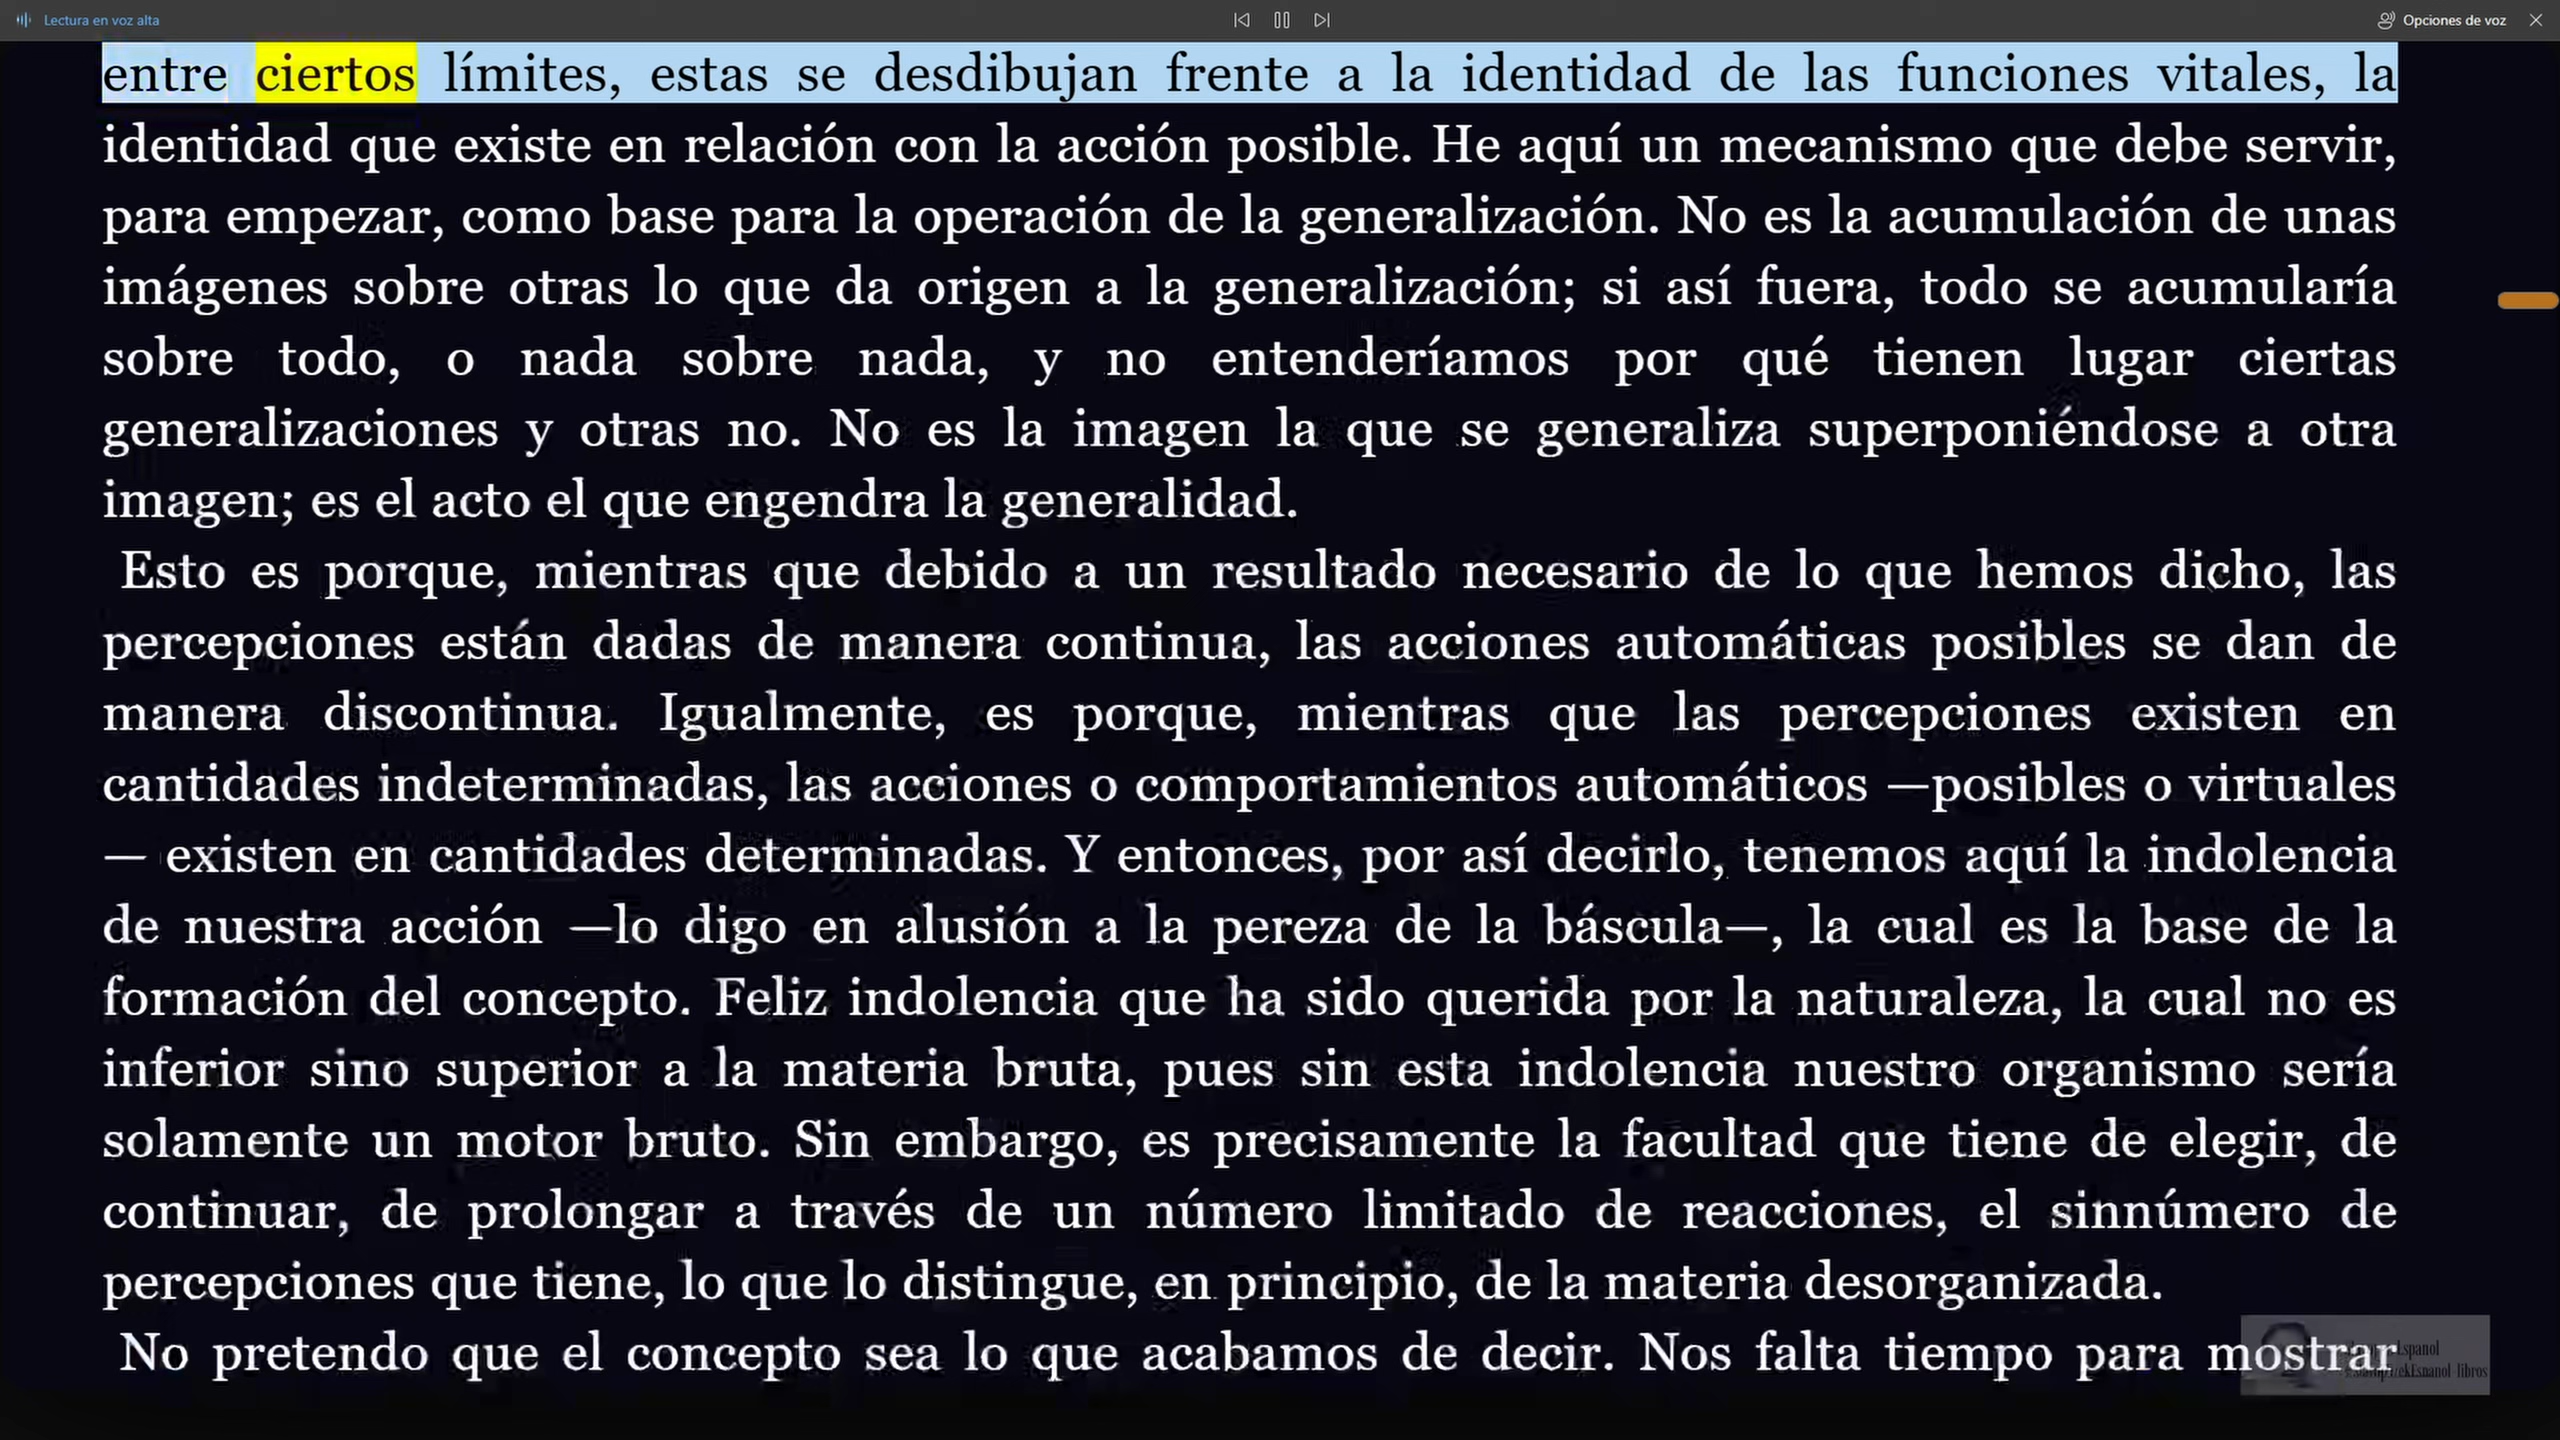 Lectura en voz alta
Opciones de voz
entre ciertos límites, estas se desdibujan frente a la identidad de las funciones vitales, la
identidad que existe en relación con la acción posible. He aquí un mecanismo que debe servir,
para empezar, como base para la operación de la generalización. No es la acumulación de unas
imágenes sobre otras lo que da origen a la generalización; si así fuera, todo se acumularía
sobre todo, o nada sobre nada, y no entenderíamos por qué tienen lugar ciertas
generalizaciones y otras no. No es la imagen la que se generaliza superponiéndose a otra
imagen; es el acto el que engendra la generalidad.
Esto es porque, mientras que debido a un resultado necesario de lo que hemos dicho, las
percepciones están dadas de manera continua, las acciones automáticas posibles se dan de
manera discontinua. Igualmente, es porque, mientras que las percepciones existen en
cantidades indeterminadas, las acciones o comportamientos automáticos —posibles o virtuales
— existen en cantidades determinadas. Y entonces, por así decirlo, tenemos aquí la indolencia
de nuestra acción —lo digo en alusión a la pereza de la báscula—, la cual es la base de la
formación del concepto. Feliz indolencia que ha sido querida por la naturaleza, la cual no es
inferior sino superior a la materia bruta, pues sin esta indolencia nuestro organismo sería
solamente un motor bruto. Sin embargo, es precisamente la facultad que tiene de elegir, de
continuar, de prolongar a través de un número limitado de reacciones, el sinnúmero de
percepciones que tiene, lo que lo distingue, en principio, de la materia desorganizada.
No pretendo que el concepto sea lo que acabamos de decir. Nos falta tiempo para mostrar